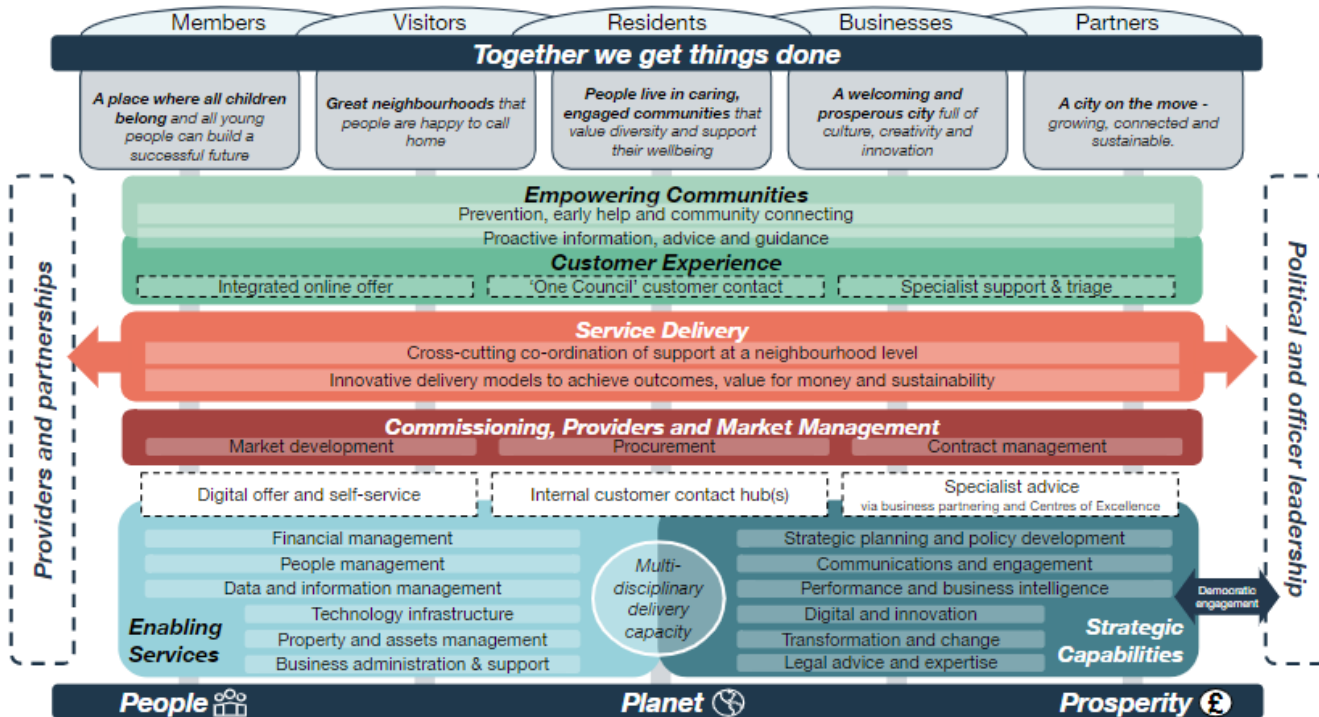 Members
Visitors
Residents
Businesses
Partners
Together we get things done
A place where all children
belong and all young
people can build a
successful future
Great neighbourhoods that
people are happy to call
home
People live in caring,
engaged communities that
value diversity and support
their wellbeing
A welcoming and
prosperous city full of
culture, creativity and
innovation
A city on the move -
growing, connected and
sustainable.
Providers and partnerships
Empowering Communities
Prevention, early help and community connecting
Proactive information, advice and guidance
Customer Experience
Integrated online offer
'One Council' customer contact
Specialist support & triage
Service Delivery
Cross-cutting co-ordination of support at a neighbourhood level
Innovative delivery models to achieve outcomes, value for money and sustainability
Commissioning, Providers and Market Management
Market development
Procurement
Contract management
Digital offer and self-service
Internal customer contact hub(s)
Specialist advice
via business partnering and Centres of Excellence
Financial management
People management
Data and information management
Technology infrastructure
Property and assets management
Business administration & support
Enabling
Services
Multi-
disciplinary
delivery
capacity
Strategic planning and policy development
Communications and engagement
Performance and business intelligence
Digital and innovation
Transformation and change
Legal advice and expertise
Strategic
Capabilities
Democratic
engagement
Political and officer leadership
People
Planet
Prosperity £